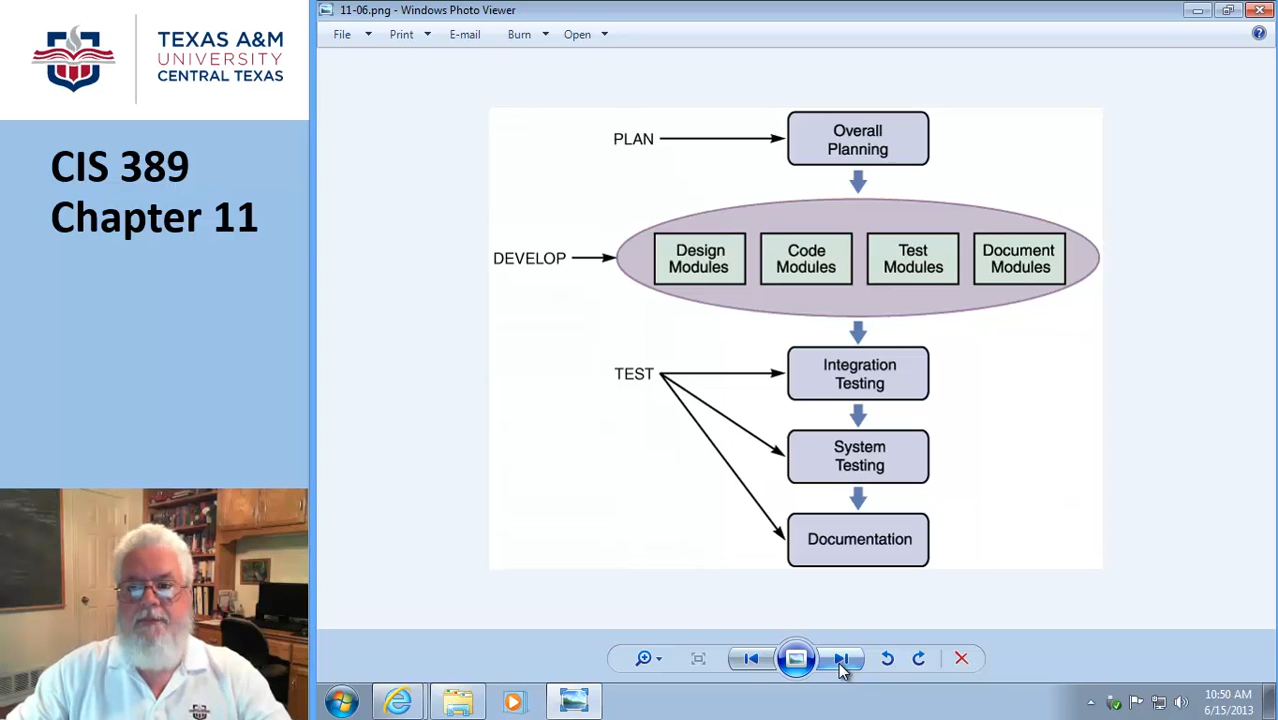 TEXAS A&M
UNIVERSITY
CENTRAL TEXAS
CIS 389
Chapter 11
11-06.png - Windows Photo Viewer
File Print E-mail Burn Open
PLAN
Overall
Planning
DEVELOP
Design
Modules
Code
Modules
Test
Modules
Document
Modules
TEST
Integration
Testing
System
Testing
Documentation
10:50 AM
6/15/2013